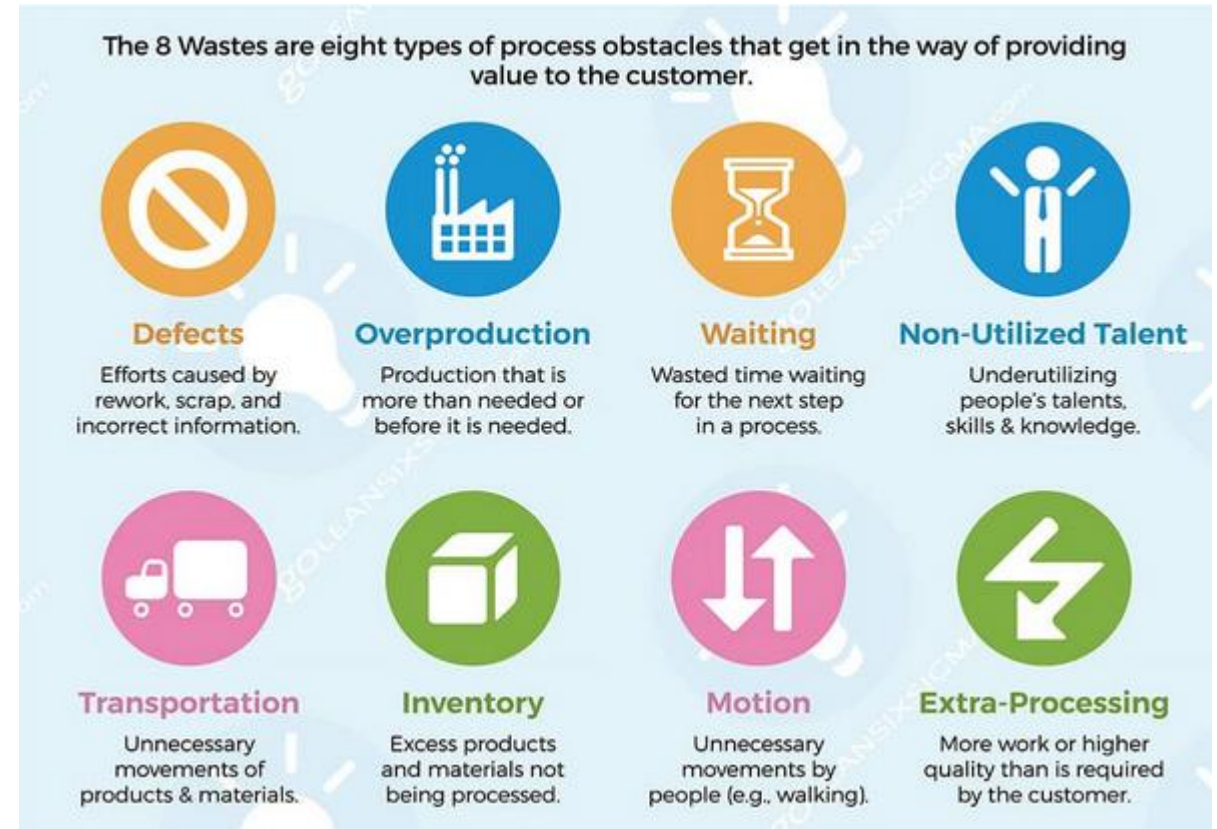 The 8 Wastes are eight types of process obstacles that get in the way of providing
value to the customer.
Defects
Efforts caused by
rework, scrap, and
incorrect information.
Overproduction
Production that is
more than needed or
before it is needed.
Waiting
Wasted time waiting
for the next step
in a process.
Non-Utilized Talent
Underutilizing
people's talents,
skills & knowledge.
Transportation
Unnecessary
movements of
products & materials.
Inventory
Excess products
and materials not
being processed.
Motion
Unnecessary
movements by
people (e.g., walking).
Extra-Processing
More work or higher
quality than is required
by the customer.